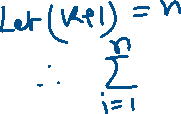 Let (k+1) = n
∴ n∑i=1